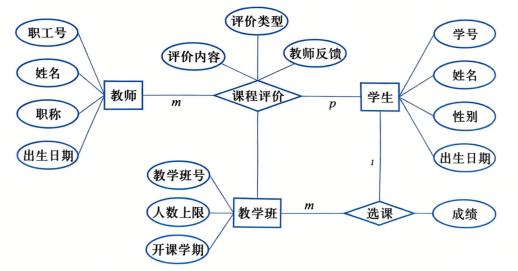 评价类型
职工号
学号
评价内容
教师反馈
姓名
姓名
教师
m
课程评价
p
学生
职称
性别
出生日期
出生日期
教学班号
1
人数上限
教学班
m
选课
成绩
开课学期